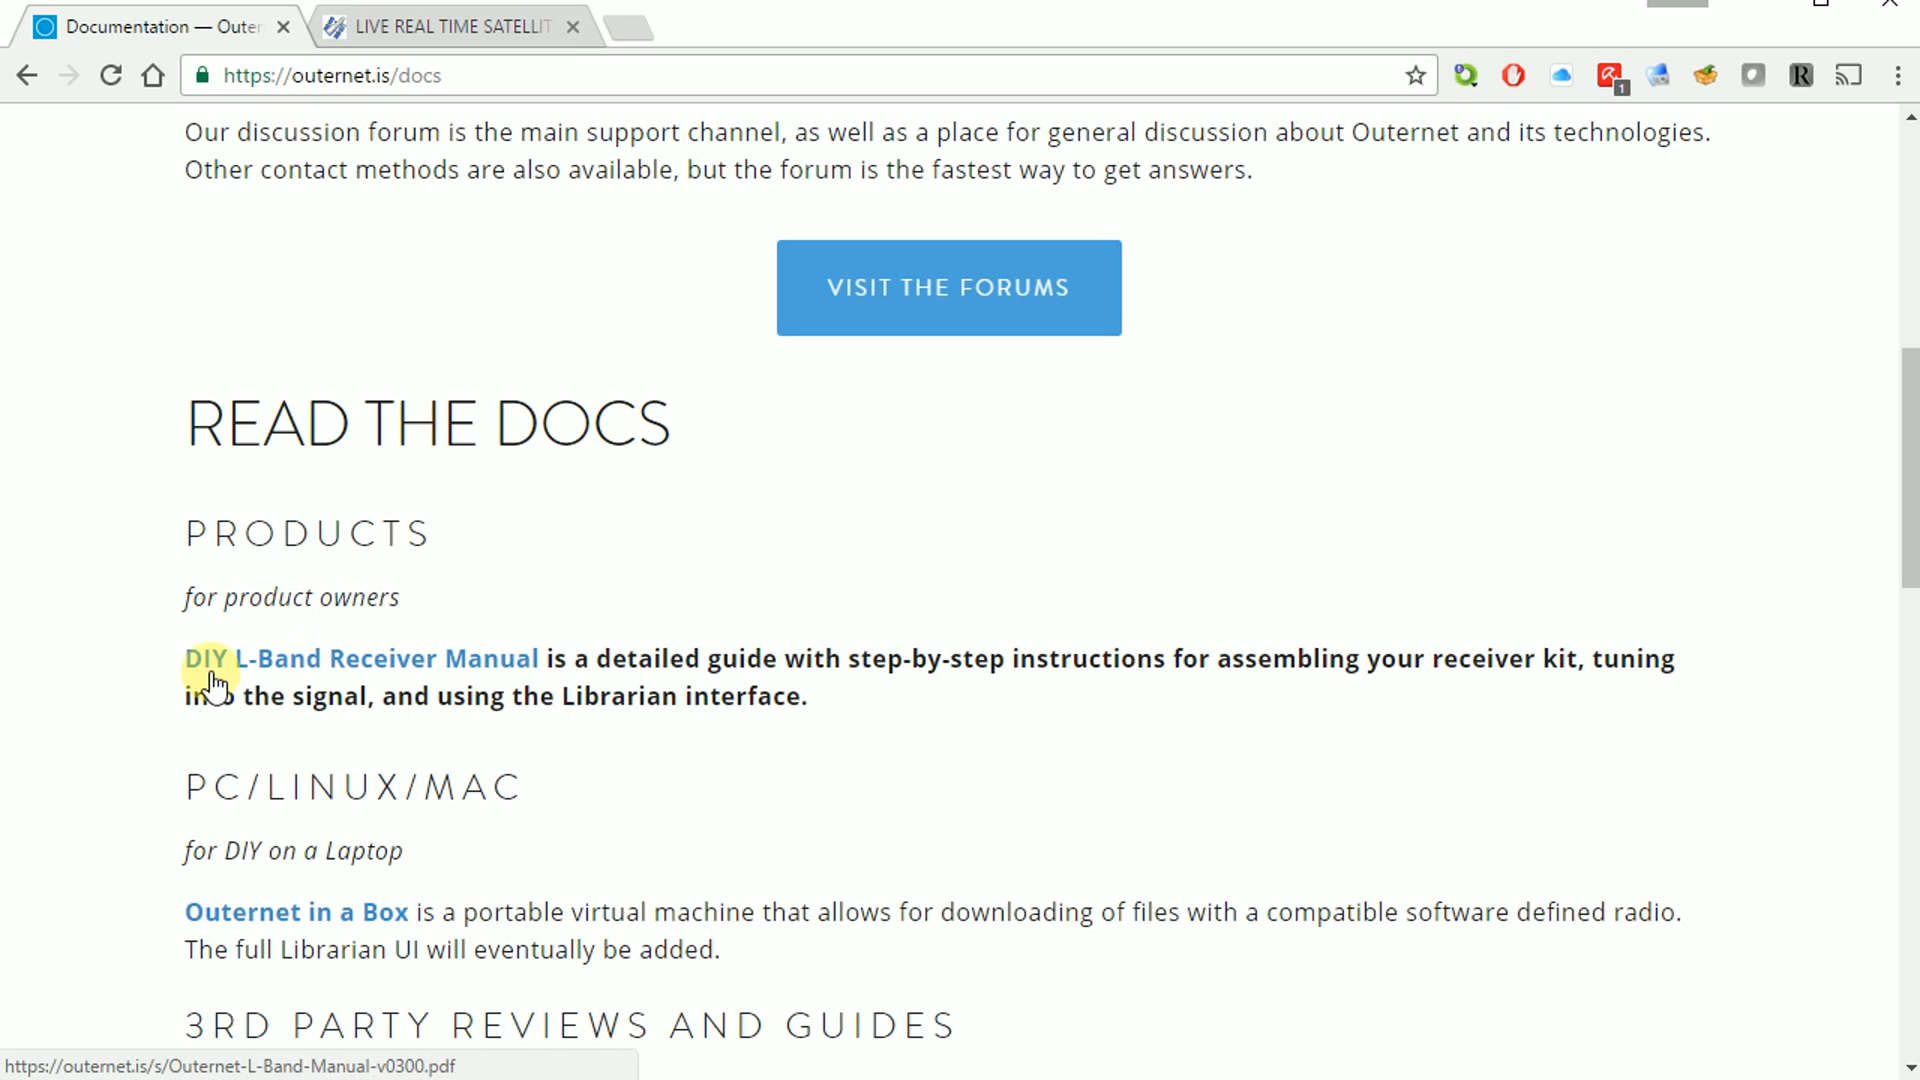 Documentation — Outer
LIVE REAL TIME SATELLIT
https://outernet.is/docs
1
R
Our discussion forum is the main support channel, as well as a place for general discussion about Outernet and its technologies.
Other contact methods are also available, but the forum is the fastest way to get answers.
VISIT THE FORUMS
READ THE DOCS
PRODUCTS
for product owners
DIY L-Band Receiver Manual is a detailed guide with step-by-step instructions for assembling your receiver kit, tuning
into the signal, and using the Librarian interface.
PC/LINUX/MAC
for DIY on a Laptop
Outernet in a Box is a portable virtual machine that allows for downloading of files with a compatible software defined radio.
The full Librarian UI will eventually be added.
3RD PARTY REVIEWS AND GUIDES
https://outernet.is/s/Outernet-L-Band-Manual-v0300.pdf